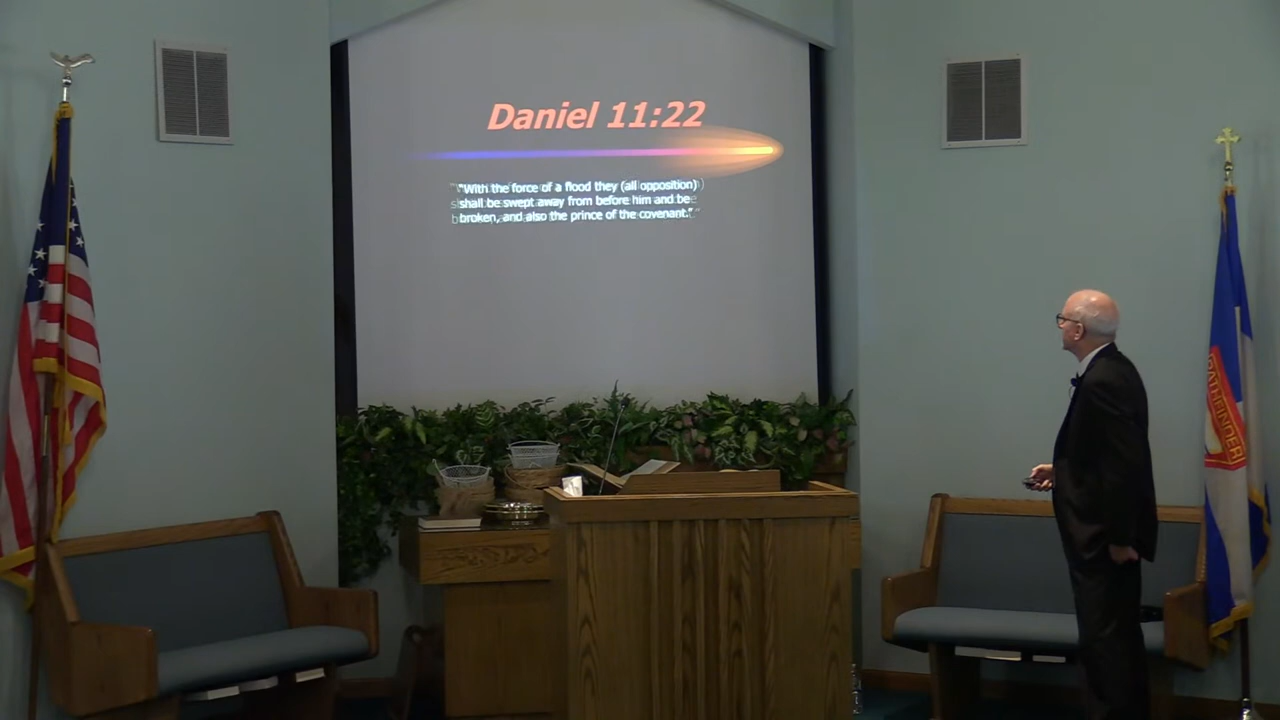 Daniel 11:22
"With the force of a flood they (all opposition)
shall be swept away from before him and be
broken, and also the prince of the covenant."
PATHFINDER